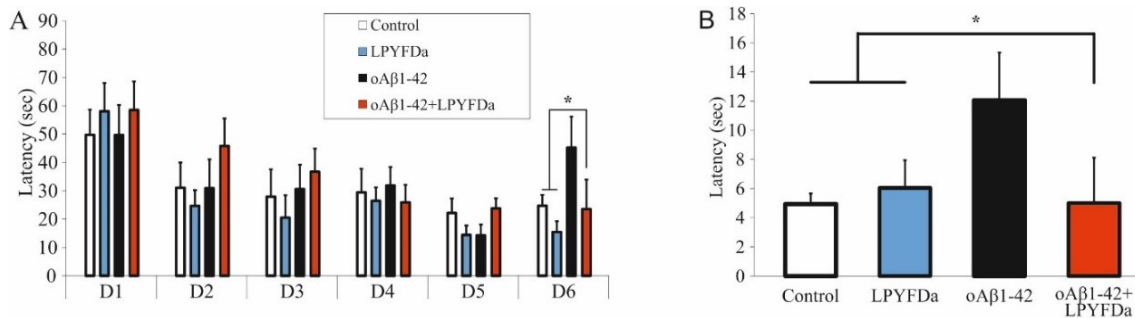 A
Latency (sec)
90
80
70
60
50
40
30
20
10
0
Control
LPYFDa
oAβ1-42
oAβ1-42+LPYFDa
*
D1 D2 D3 D4 D5 D6
B
Latency (sec)
18
16
14
12
10
8
6
4
2
0
*
Control LPYFDa oAβ1-42 oAβ1-42+
LPYFDa